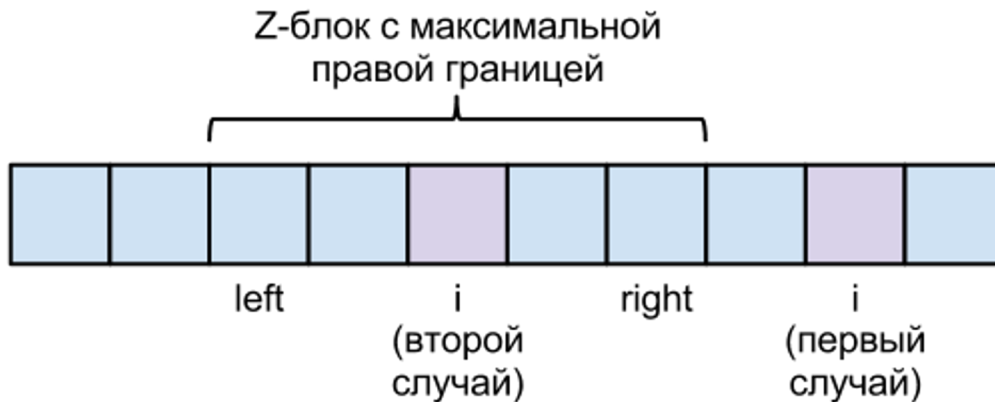 Z-блок с максимальной
правой границей
left
i
(второй
случай)
right
i
(первый
случай)